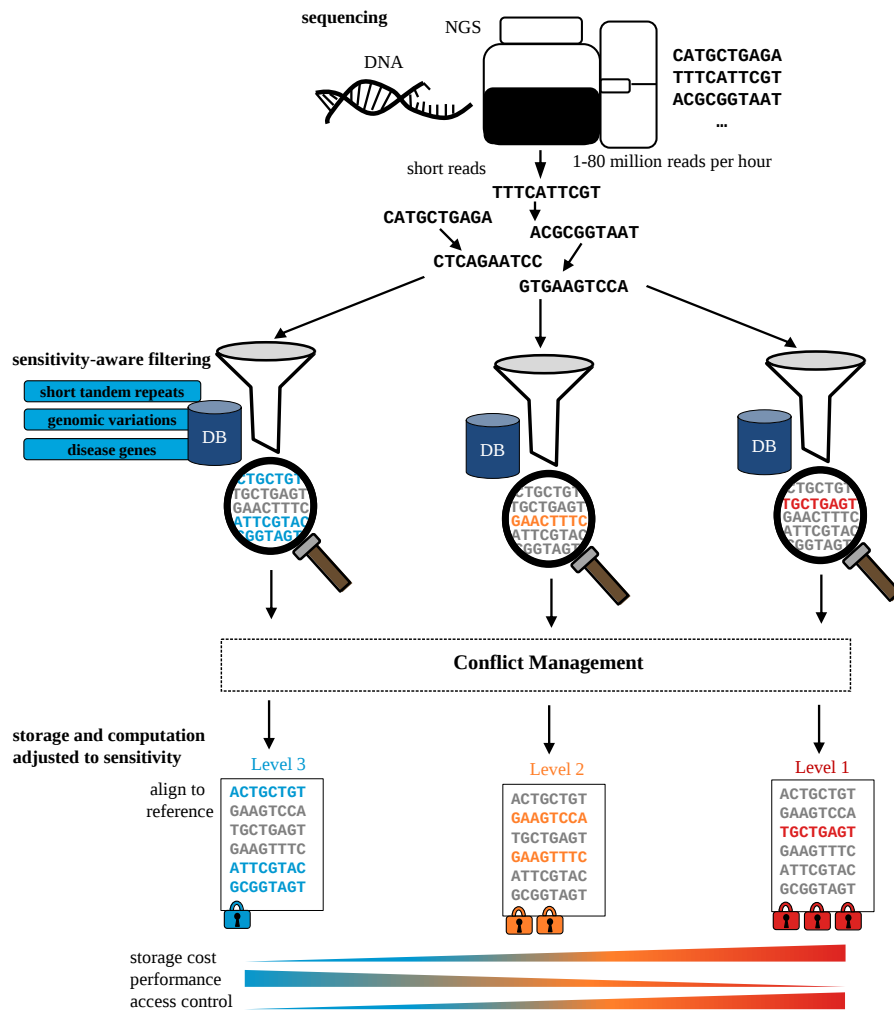 sequencing
NGS
DNA
CATGCTGAGA
TTTCATTCGT
ACGCGGTAAT
...
short reads
1-80 million reads per hour
TTTCATTCGT
CATGCTGAGA
ACGCGGTAAT
CTCAGAATCC
GTGAAGTCCA
sensitivity-aware filtering
short tandem repeats
genomic variations
disease genes
DB
DB
DB
CTGCTGT
TGCTGAGT
GAACTTTC
ATTCGTAC
CGGTAGT
CTGCTGT
TGCTGAGT
GAACTTTC
ATTCGTAC
CGGTAGT
CTGCTGT
TGCTGAGT
GAACTTTC
ATTCGTAC
CGGTAGT
Conflict Management
storage and computation
adjusted to sensitivity
align to
reference
Level 3
ACTGCTGT
GAAGTCCA
TGCTGAGT
GAAGTTTC
ATTCGTAC
GCGGTAGT
Level 2
ACTGCTGT
GAAGTCCA
TGCTGAGT
GAAGTTTC
ATTCGTAC
GCGGTAGT
Level 1
ACTGCTGT
GAAGTCCA
TGCTGAGT
GAAGTTTC
ATTCGTAC
GCGGTAGT
storage cost
performance
access control